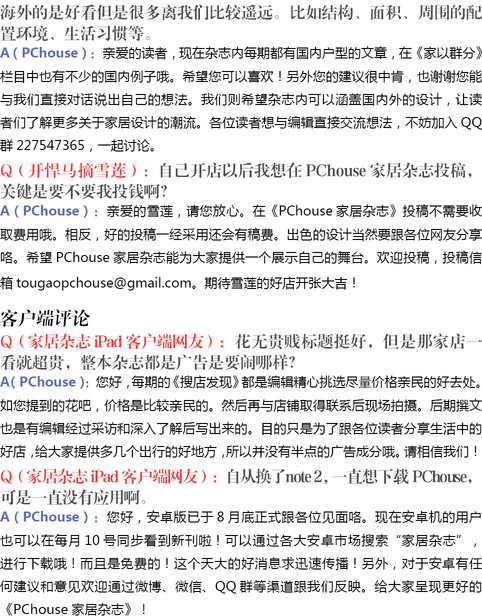 海外的是好看但是很多离我们比较遥远。比如结构、面积、周围的配
置环境、生活习惯等。
A（PChouse）：亲爱的读者，现在杂志内每期都有国内户型的文章，在《家以群分》
栏目中也有不少的国内例子哦。希望您可以喜欢！另外您的建议很中肯，也谢谢您能
与我们直接对话说出自己的想法。我们则希望杂志内可以涵盖国内外的设计，让读
者们了解更多关于家居设计的潮流。各位读者想与编辑直接交流想法，不妨加入 QQ
群 227547365，一起讨论。
Q（开悍马摘雪莲）：自己开店以后我想在 PChouse 家居杂志投稿，
关键是要不要我投钱啊?
A（PChouse）：亲爱的雪莲，请您放心。在《PChouse 家居杂志》投稿不需要收
取费用哦。相反，好的投稿一经采用还会有稿费。出色的设计当然要跟各位网友分享
咯。希望 PChouse 家居杂志能为大家提供一个展示自己的舞台。欢迎投稿，投稿信
箱 tougaopchouse@gmail.com。期待雪莲的好店开张大吉！
客户端评论
Q（家居杂志 iPad 客户端网友）：花无贵贱标题挺好，但是那家店一
看就超贵，整本杂志都是广告是要闹哪样?
A(PChouse)：您好，每期的《搜店发现》都是编辑精心挑选尽量价格亲民的好去处。
如您提到的花吧，价格是比较亲民的。然后再与店铺取得联系后现场拍摄。后期撰文
也是有编辑经过采访和深入了解后写出来的。目的只是为了跟各位读者分享生活中的
好店，给大家提供多几个出行的好地方，所以并没有半点的广告成分哦。请相信我们！
Q（家居杂志 iPad 客户端网友）：自从换了note 2，一直想下载 PChouse，
可是一直没有应用啊。
A（PChouse）：您好，安卓版已于 8 月底正式跟各位见面咯。现在安卓机的用户
也可以在每月 10 号同步看到新刊啦！可以通过各大安卓市场搜索“家居杂志”，
进行下载哦！而且是免费的！这个天大的好消息求迅速传播！另外，对于安卓有任
何建议和意见欢迎通过微博、微信、QQ 群等渠道跟我们反映。给大家呈现更好的
《PChouse 家居杂志》！